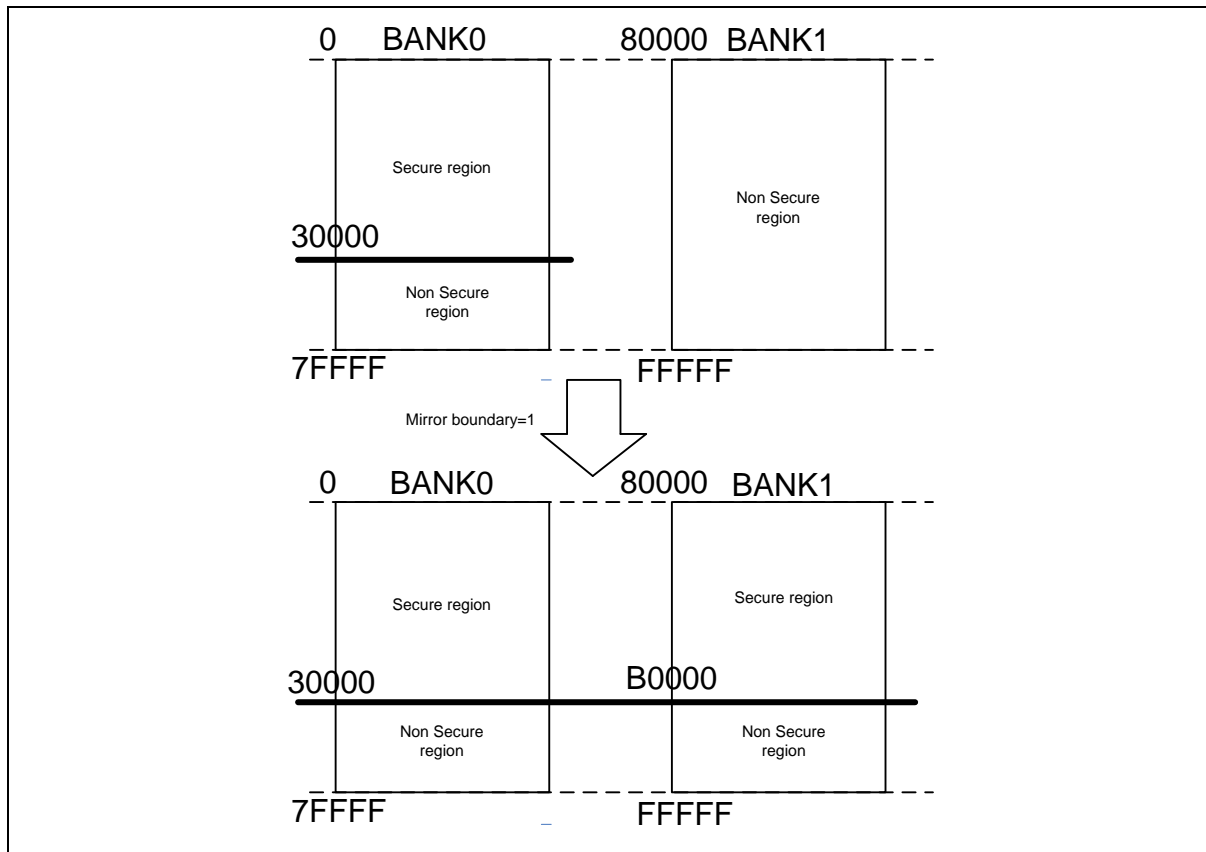 0 BANK0 80000 BANK1
Secure region
Non Secure
region
30000
Non Secure
region
7FFFF FFFFF
Mirror boundary=1
0 BANK0 80000 BANK1
Secure region Secure region
30000 B0000
Non Secure Non Secure
region region
7FFFF FFFFF